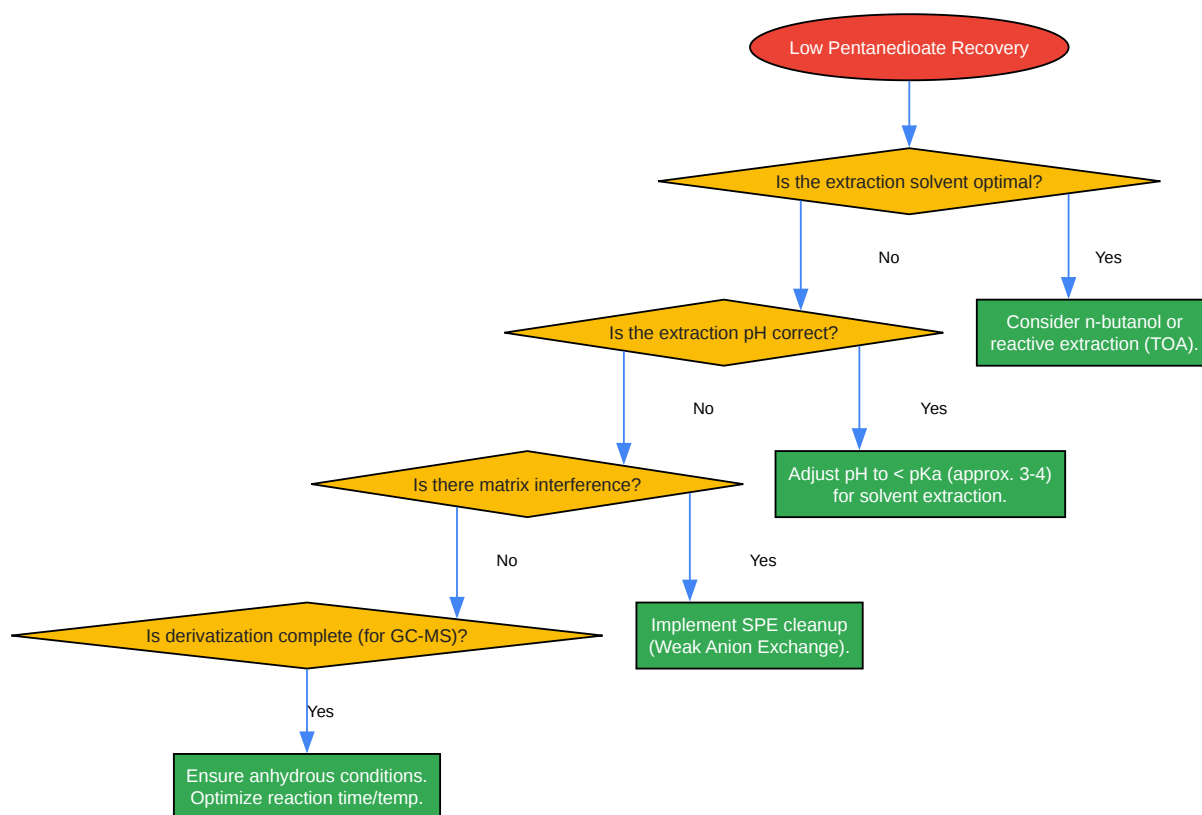 Low Pentanedioate Recovery
Is the extraction solvent optimal?
No
Yes
Consider n-butanol or
reactive extraction (TOA).
Is the extraction pH correct?
No
Yes
Adjust pH to < pKa (approx. 3-4)
for solvent extraction.
Is there matrix interference?
No
Yes
Implement SPE cleanup
(Weak Anion Exchange).
Is derivatization complete (for GC-MS)?
Yes
Ensure anhydrous conditions.
Optimize reaction time/temp.